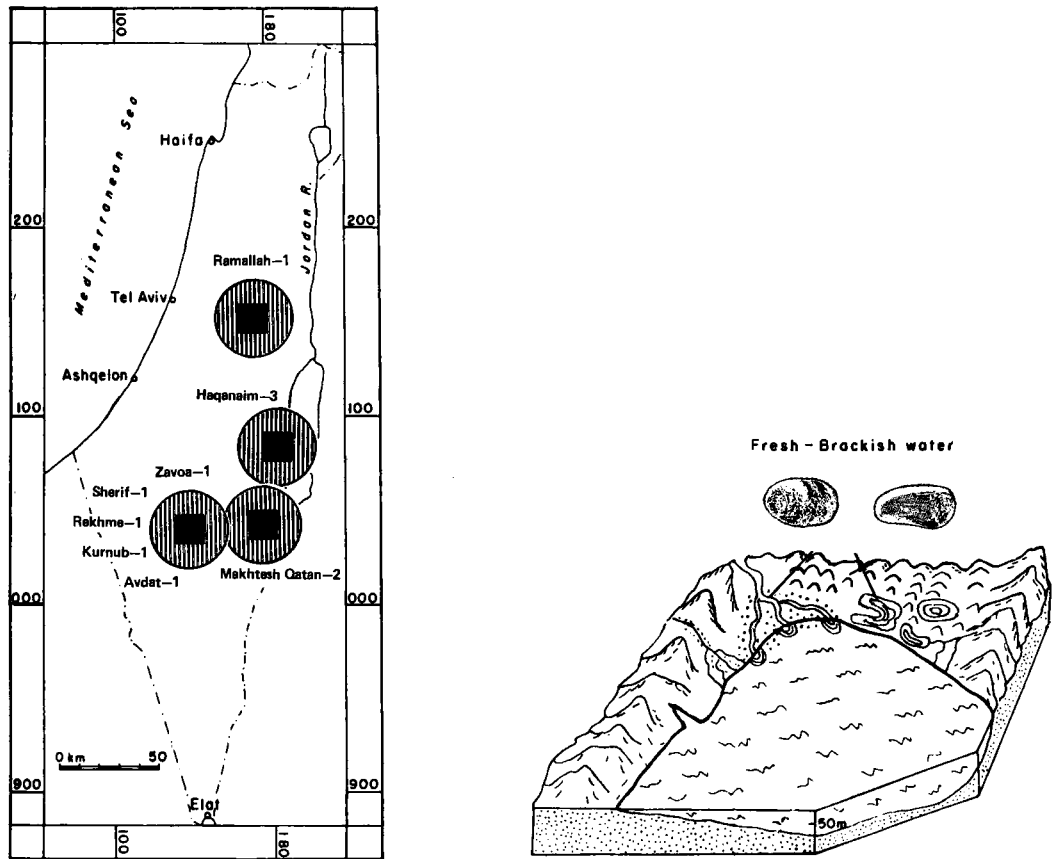 100
180
Mediterranean Sea
Haifa
Jordan R.
200
200
Ramallah-1
Tel Aviv
Ashqelon
Haqanaim-3
100
100
Zavoa-1
Sherif-1
Rekhme-1
Kurnub-1
Avdat-1
Makhtesh Qatan-2
000
000
0 km 50
900
900
Elat
100
180
Fresh-Brackish water
50m